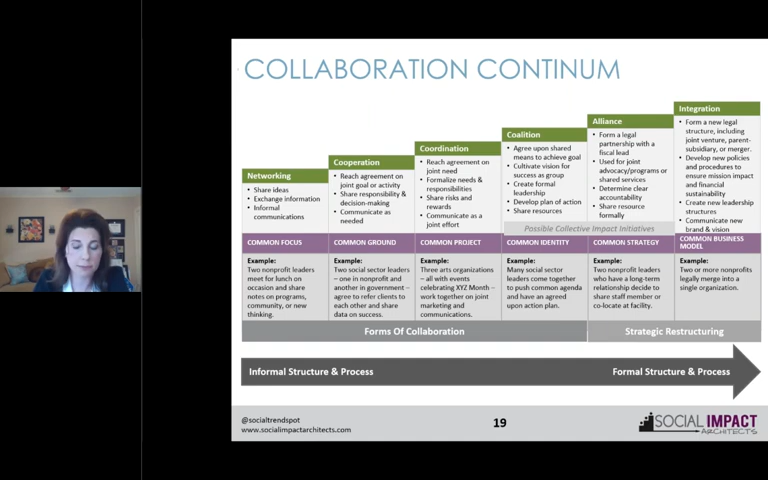 COLLABORATION CONTINUUM
Networking
• Share ideas
• Exchange information
• Informal
communications
COMMON FOCUS
Example:
Two nonprofit leaders
meet for lunch on
occasion and share
notes on programs,
community, or new
thinking.
Cooperation
• Reach agreement on
joint goal or activity
• Share responsibility &
decision-making
• Communicate as
needed
COMMON GROUND
Example:
Two social sector leaders
– one in nonprofit and
another in government –
agree to refer clients to
each other and share
data on success.
Coordination
• Reach agreement on
joint need
• Formalize needs &
responsibilities
• Share risks and
rewards
• Communicate as a
joint effort
COMMON PROJECT
Example:
Three arts organizations
– all with events
celebrating XYZ Month –
work together on joint
marketing and
communications.
Coalition
• Agree upon shared
means to achieve goal
• Cultivate vision for
success as group
• Create formal
leadership
• Develop plan of action
• Share resources
COMMON IDENTITY
Example:
Many social sector
leaders come together
to push common agenda
and have an agreed
upon action plan.
Alliance
• Form a legal
partnership with a
fiscal lead
• Used for joint
advocacy/programs or
shared services
• Determine clear
accountability
• Share resource
formally
Possible Collective Impact Initiatives
COMMON STRATEGY
Example:
Two nonprofit leaders
who have a long-term
relationship decide to
share staff member or
co-locate at facility.
Integration
• Form a new legal
structure, including
joint venture, parent-
subsidiary, or merger.
• Develop new policies
and procedures to
ensure mission impact
and financial
sustainability
• Create new leadership
structures
• Communicate new
brand & vision
COMMON BUSINESS
MODEL
Example:
Two or more nonprofits
legally merge into a
single organization.
Forms Of Collaboration
Strategic Restructuring
Informal Structure & Process
Formal Structure & Process
@socialtrendspot
www.socialimpactarchitects.com
19
SOCIAL IMPACT
ARCHITECTS